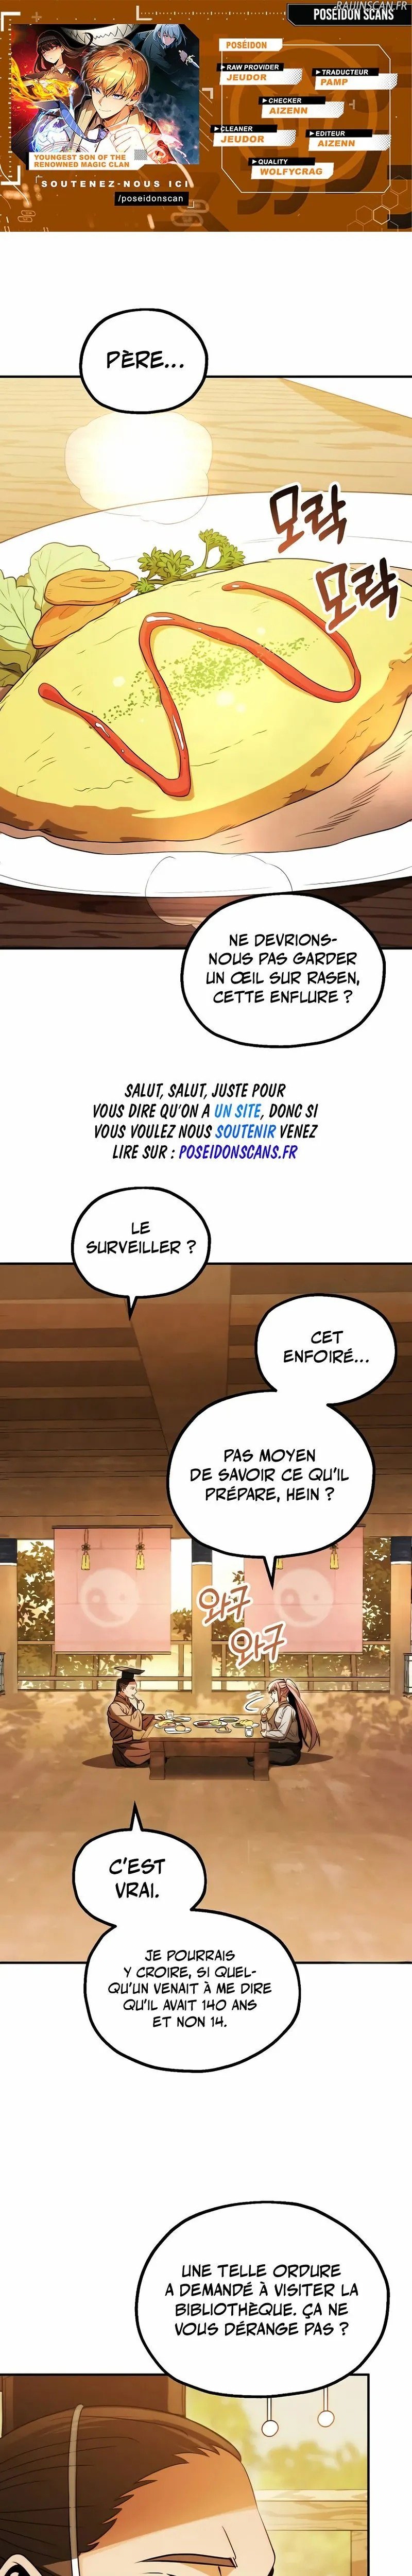 RAIJINSCAN.FR
POSÉIDON SCANS
POSÉIDON
RAW PROVIDER
JEUDOR
TRADUCTEUR
PAMP
CHECKER
AIZENN
CLEANER
JEUDOR
EDITEUR
AIZENN
QUALITY
WOLFYCRAG
YOUNGEST SON OF THE
RENOWNED MAGIC CLAN
SOUTENEZ-NOUS ICI
/poseidonscan
PÈRE...
모락
모락
NE DEVRIONS-
NOUS PAS GARDER
UN ŒIL SUR RASEN,
CETTE ENFLURE ?
SALUT, SALUT, JUSTE POUR
VOUS DIRE QU'ON A UN SITE, DONC SI
VOUS VOULEZ NOUS SOUTENIR VENEZ
LIRE SUR : POSEIDONSCANS.FR
LE
SURVEILLER ?
CET
ENFOIRÉ...
PAS MOYEN
DE SAVOIR CE QU'IL
PRÉPARE, HEIN ?
와구
와구
C'EST
VRAI.
JE POURRAIS
Y CROIRE, SI QUEL-
QU'UN VENAIT À ME DIRE
QU'IL AVAIT 140 ANS
ET NON 14.
UNE TELLE ORDURE
A DEMANDÉ À VISITER LA
BIBLIOTHÈQUE. ÇA NE
VOUS DÉRANGE PAS ?